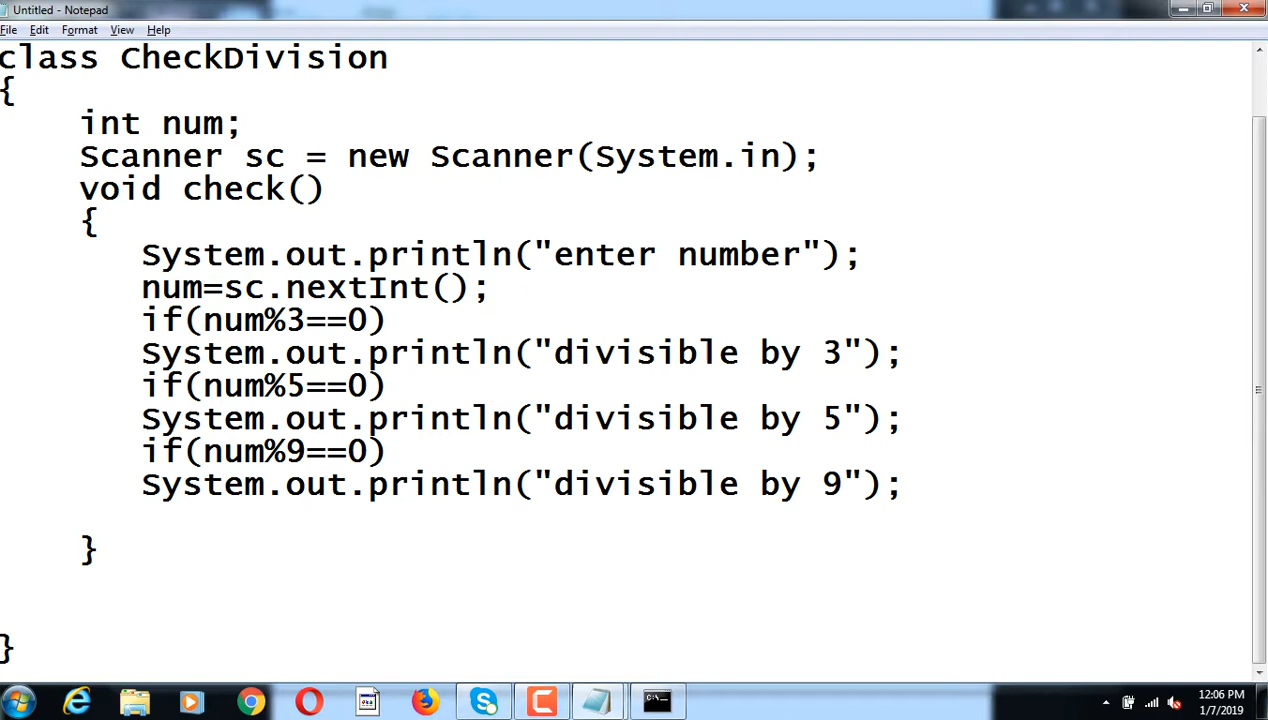 Untitled - Notepad
File Edit Format View Help
class CheckDivision
{
int num;
Scanner sc = new Scanner(System.in);
void check()
{
System.out.println("enter number");
num=sc.nextInt();
if(num%3==0)
System.out.println("divisible by 3");
if(num%5==0)
System.out.println("divisible by 5");
if(num%9==0)
System.out.println("divisible by 9");
}
}
12:06 PM
1/7/2019